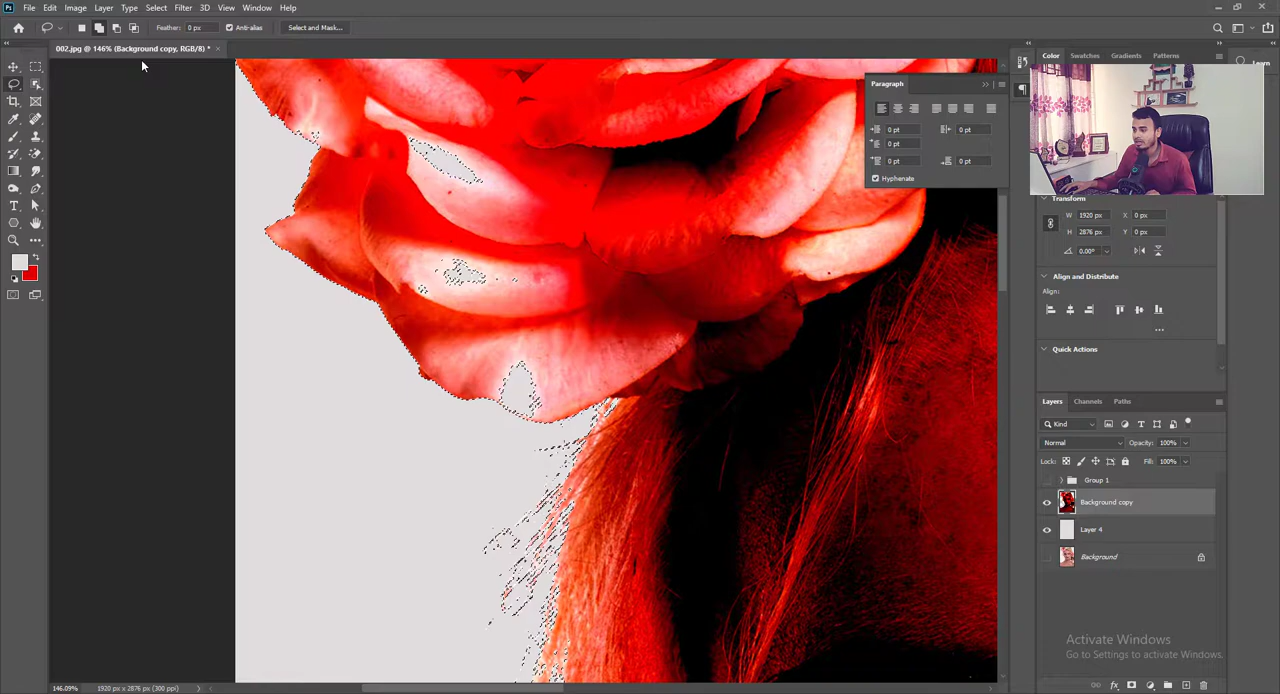 Ps File Edit Image Layer Type Select Filter 3D View Window Help
Feather: 0 px Anti-alias Select and Mask...
002.jpg @ 146% (Background copy, RGB/8) * ×
Color Swatches Gradients Patterns
Learn
Paragraph
0 pt 0 pt
0 pt
0 pt 0 pt
Hyphenate
Transform
W 1920 px X 0 px
H 2876 px Y 0 px
0.00°
Align and Distribute
Align:
Quick Actions
Layers Channels Paths
Kind
Normal Opacity: 100%
Lock: Fill: 100%
Group 1
Background copy
Layer 4
Background
Activate Windows
Go to Settings to activate Windows.
146.09% 1920 px x 2876 px (300 ppi)